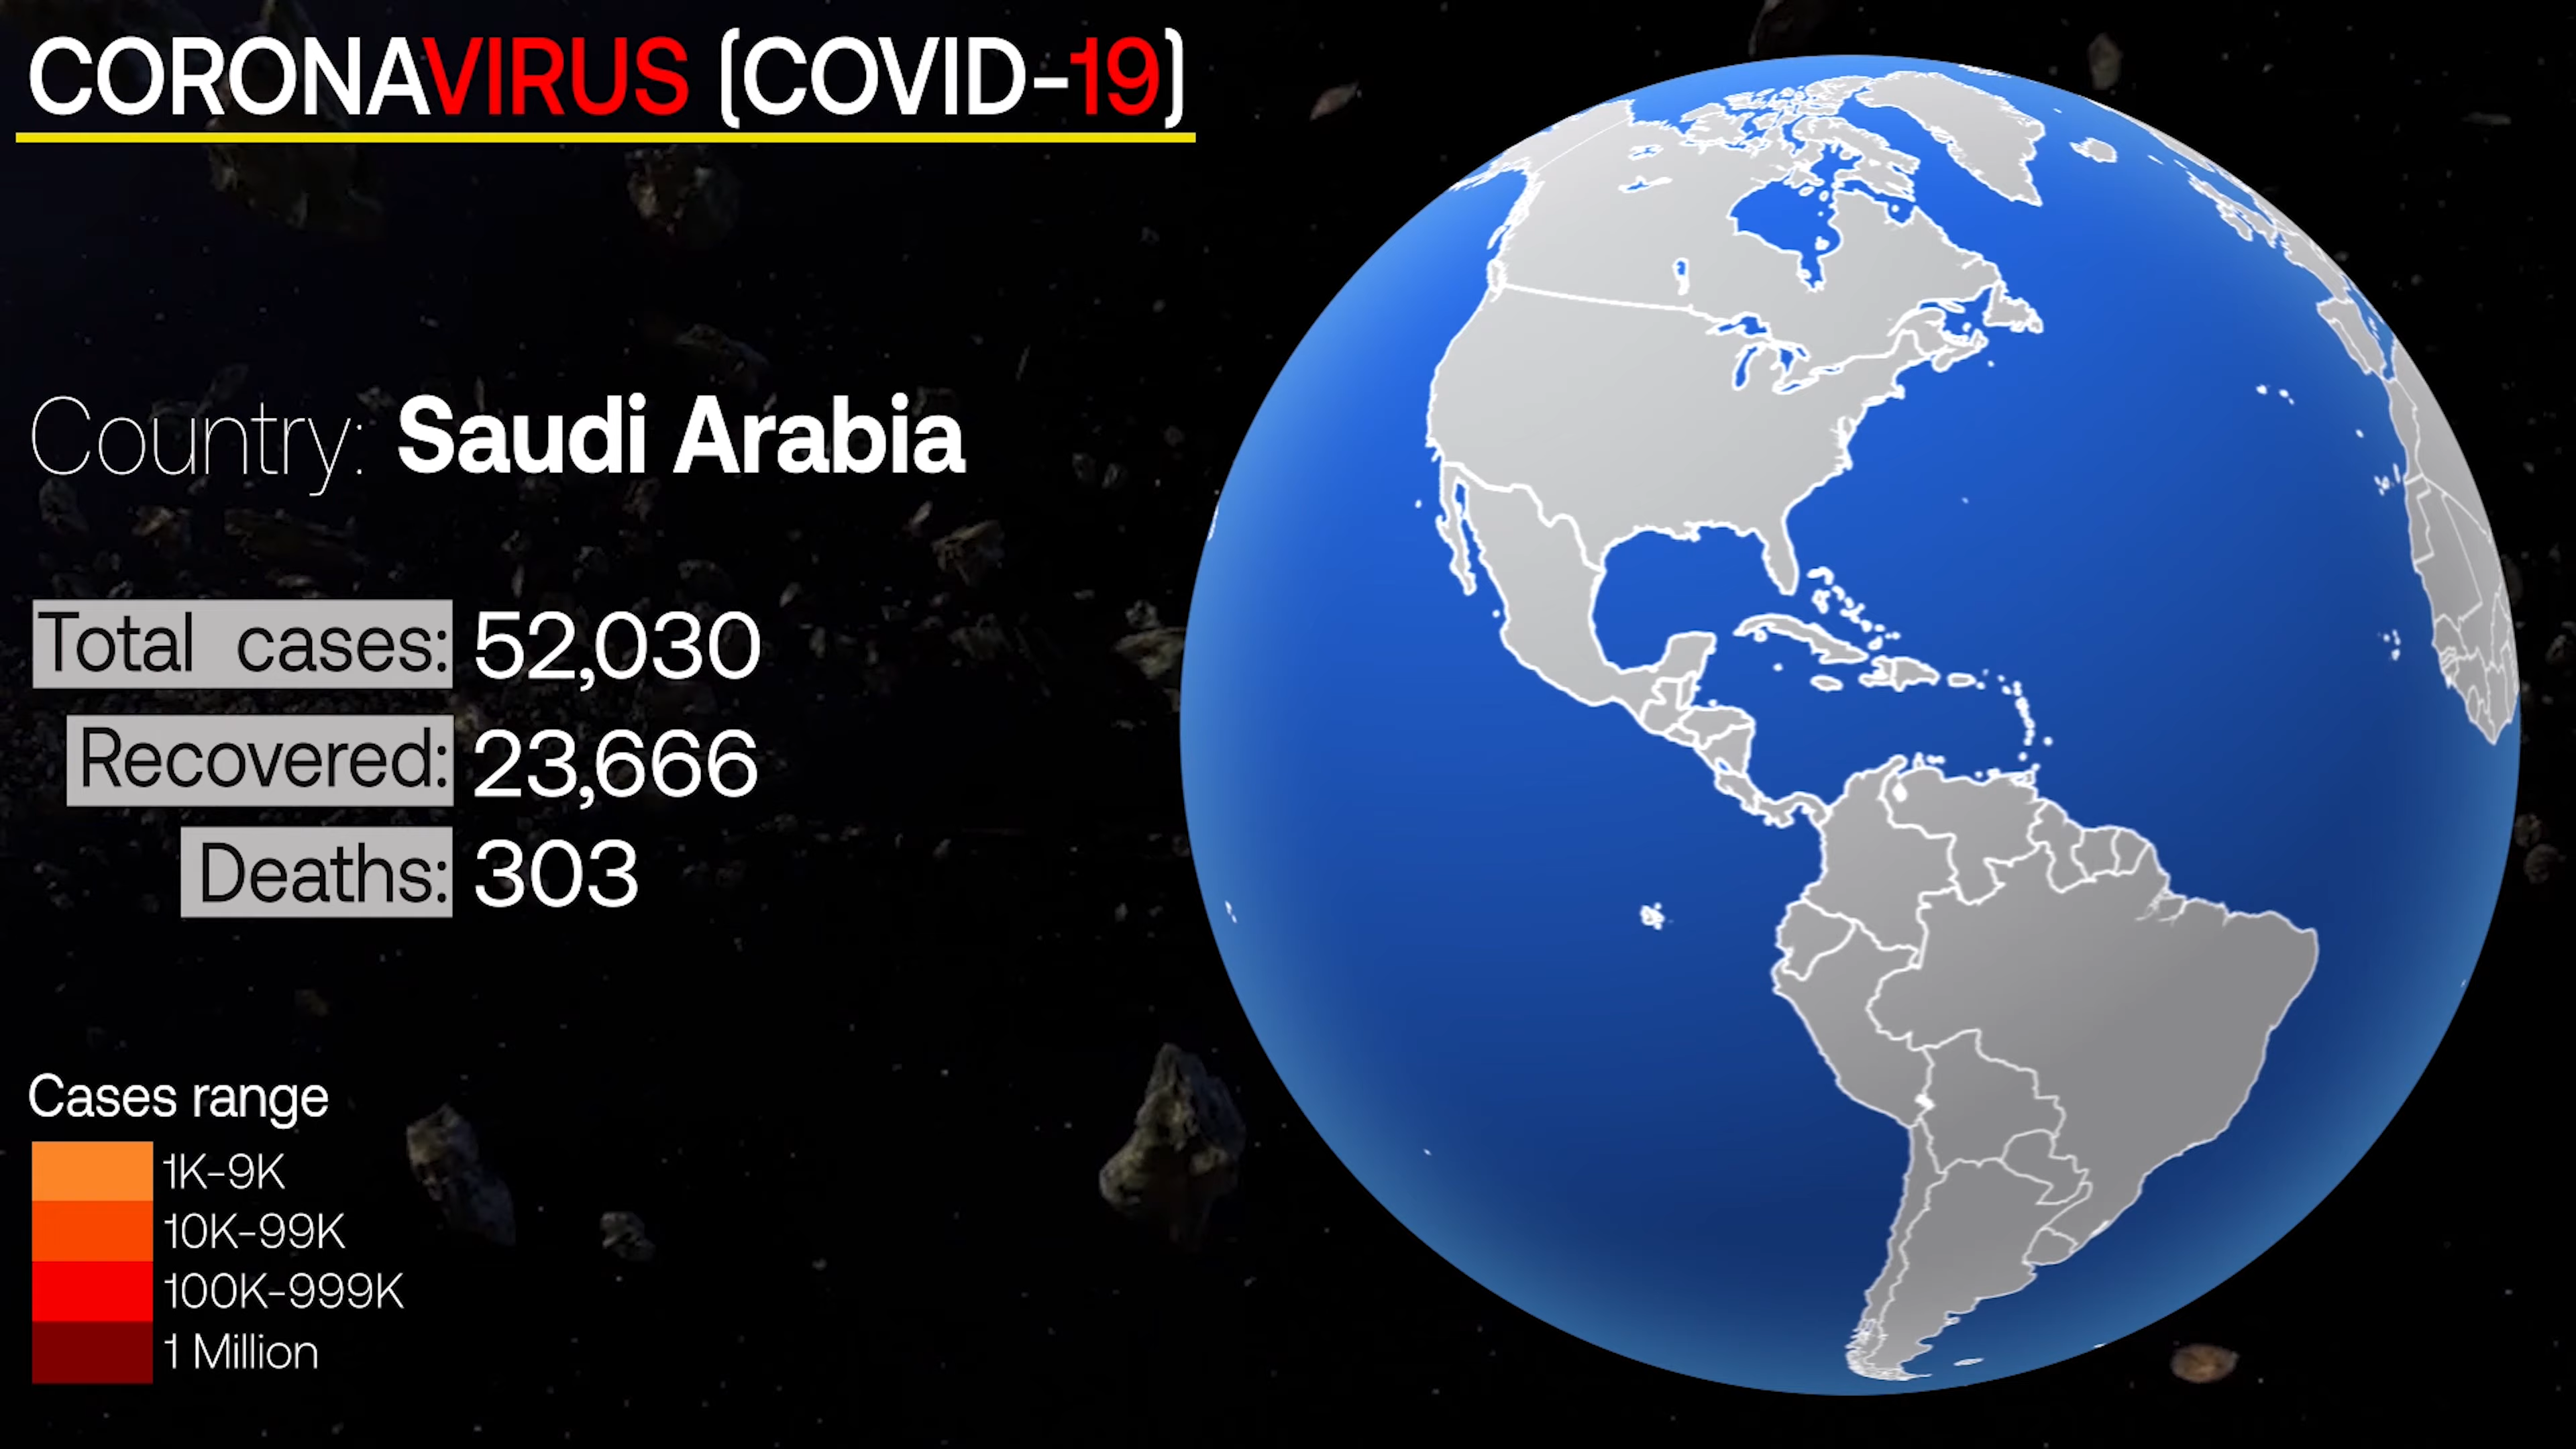 CORONAVIRUS (COVID-19)
Country: Saudi Arabia
Total cases: 52,030
Recovered: 23,666
Deaths: 303
Cases range
1K-9K
10K-99K
100K-999K
1 Million